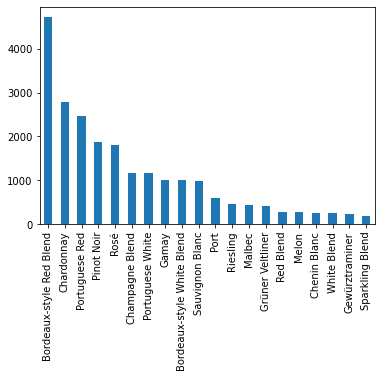 4000
3000
2000
1000
0
Bordeaux-style Red Blend
Chardonnay
Portuguese Red
Pinot Noir
Rosé
Champagne Blend
Portuguese White
Gamay
Bordeaux-style White Blend
Sauvignon Blanc
Port
Riesling
Malbec
Grüner Veltliner
Red Blend
Melon
Chenin Blanc
White Blend
Gewürztraminer
Sparkling Blend